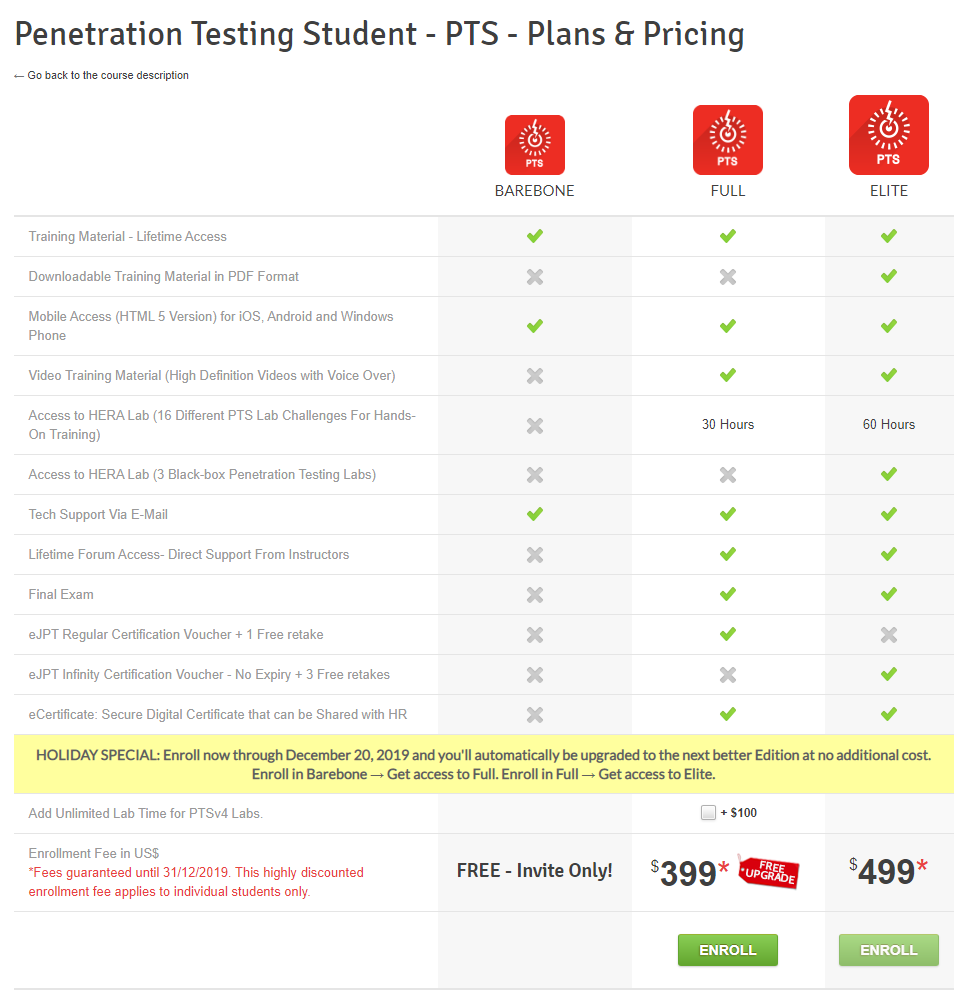 Penetration Testing Student - PTS - Plans & Pricing
← Go back to the course description
PTS
PTS
PTS
BAREBONE
FULL
ELITE
Training Material - Lifetime Access
Downloadable Training Material in PDF Format
Mobile Access (HTML 5 Version) for iOS, Android and Windows
Phone
Video Training Material (High Definition Videos with Voice Over)
Access to HERA Lab (16 Different PTS Lab Challenges For Hands-
On Training)
30 Hours
60 Hours
Access to HERA Lab (3 Black-box Penetration Testing Labs)
Tech Support Via E-Mail
Lifetime Forum Access- Direct Support From Instructors
Final Exam
eJPT Regular Certification Voucher + 1 Free retake
eJPT Infinity Certification Voucher - No Expiry + 3 Free retakes
eCertificate: Secure Digital Certificate that can be Shared with HR
HOLIDAY SPECIAL: Enroll now through December 20, 2019 and you'll automatically be upgraded to the next better Edition at no additional cost.
Enroll in Barebone → Get access to Full. Enroll in Full → Get access to Elite.
Add Unlimited Lab Time for PTSv4 Labs.
+ $100
Enrollment Fee in US$
*Fees guaranteed until 31/12/2019. This highly discounted
enrollment fee applies to individual students only.
FREE - Invite Only!
$399*
FREE
UPGRADE
$499*
ENROLL
ENROLL